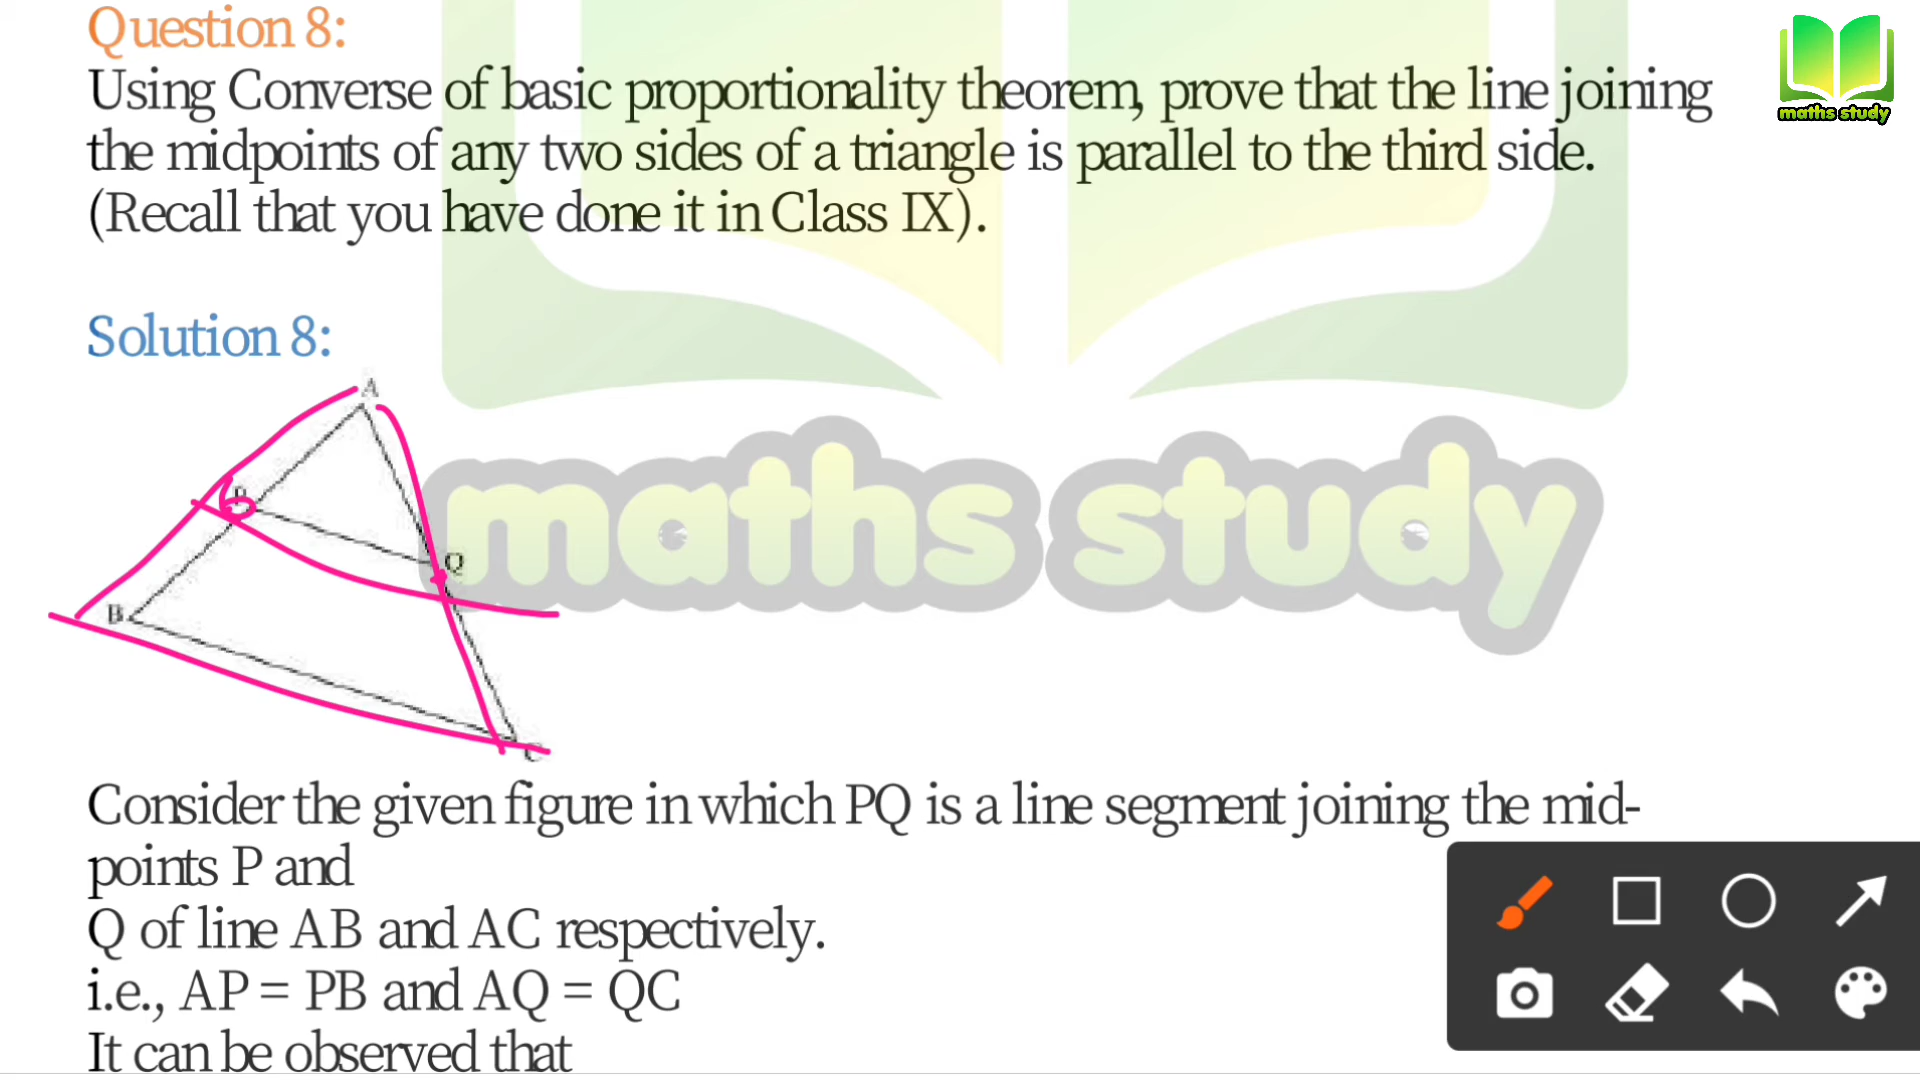 Question 8:
Using Converse of basic proportionality theorem, prove that the line joining
the midpoints of any two sides of a triangle is parallel to the third side.
(Recall that you have done it in Class IX).
maths study
Solution 8:
A
Q
B
C
maths study
Consider the given figure in which PQ is a line segment joining the mid-
points P and
Q of line AB and AC respectively.
i.e., AP = PB and AQ = QC
It can be observed that